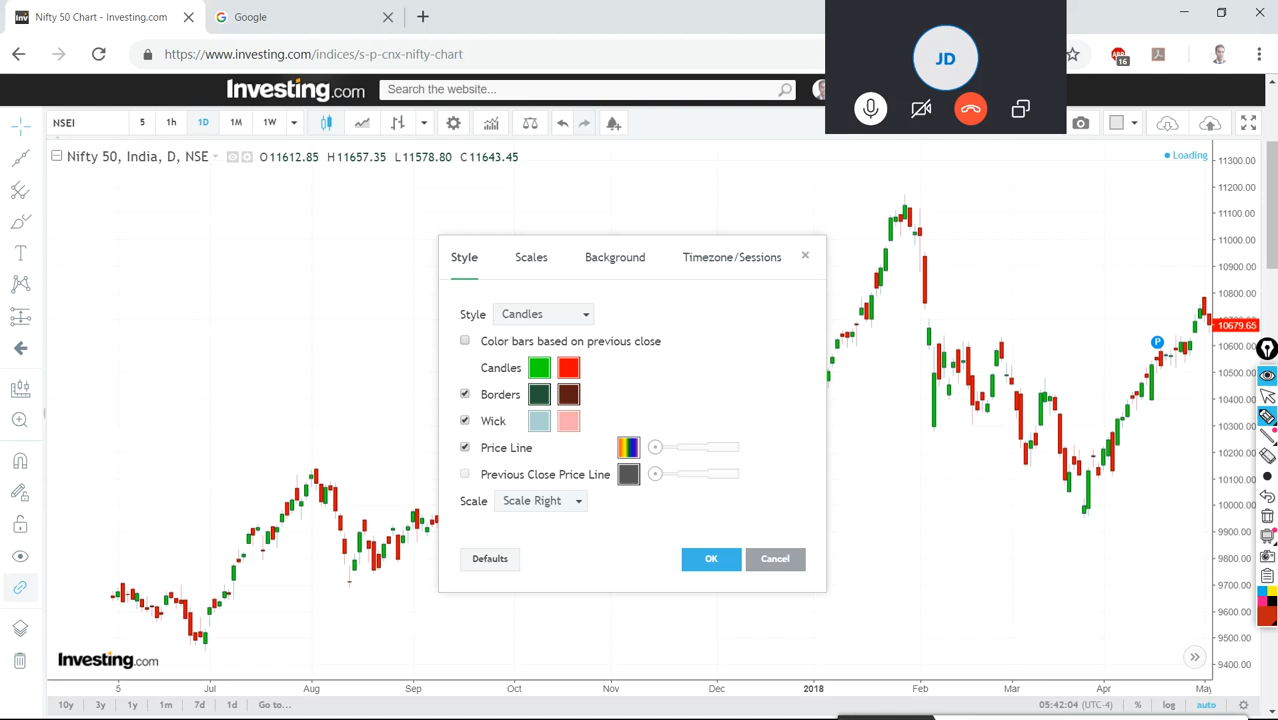 Nifty 50 Chart - Investing.com
Google
https://www.investing.com/indices/s-p-cnx-nifty-chart
JD
ABP
16
Investing.com
Search the website...
NSEI
5
1h
1D
1M
1W
Nifty 50, India, D, NSE
O11612.85 H11657.35 L11578.80 C11643.45
Loading
11300.00
11200.00
11100.00
11000.00
10900.00
10800.00
10679.65
10600.00
10500.00
10400.00
10300.00
10200.00
10100.00
10000.00
9900.00
9800.00
9700.00
9600.00
9500.00
9400.00
P
Style
Scales
Background
Timezone/Sessions
Style
Candles
Color bars based on previous close
Candles
Borders
Wick
Price Line
Previous Close Price Line
Scale
Scale Right
Defaults
OK
Cancel
Investing.com
5
Jul
Aug
Sep
Oct
Nov
Dec
2018
Feb
Mar
Apr
May
10y
3y
1y
1m
7d
1d
Go to...
05:42:04 (UTC-4)
%
log
auto